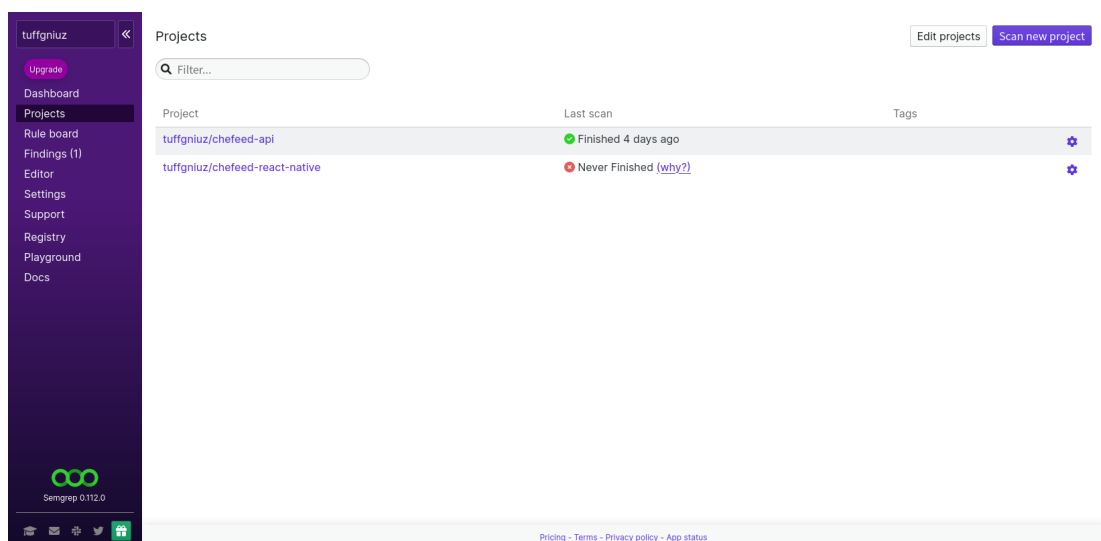 tuffgniuz
Upgrade
Dashboard
Projects
Rule board
Findings (1)
Editor
Settings
Support
Registry
Playground
Docs
Semgrep 0.112.0
Projects
Edit projects
Scan new project
Filter...
Project Last scan Tags
tuffgniuz/chefeed-api Finished 4 days ago
tuffgniuz/chefeed-react-native Never Finished (why?)
Pricing - Terms - Privacy policy - App status